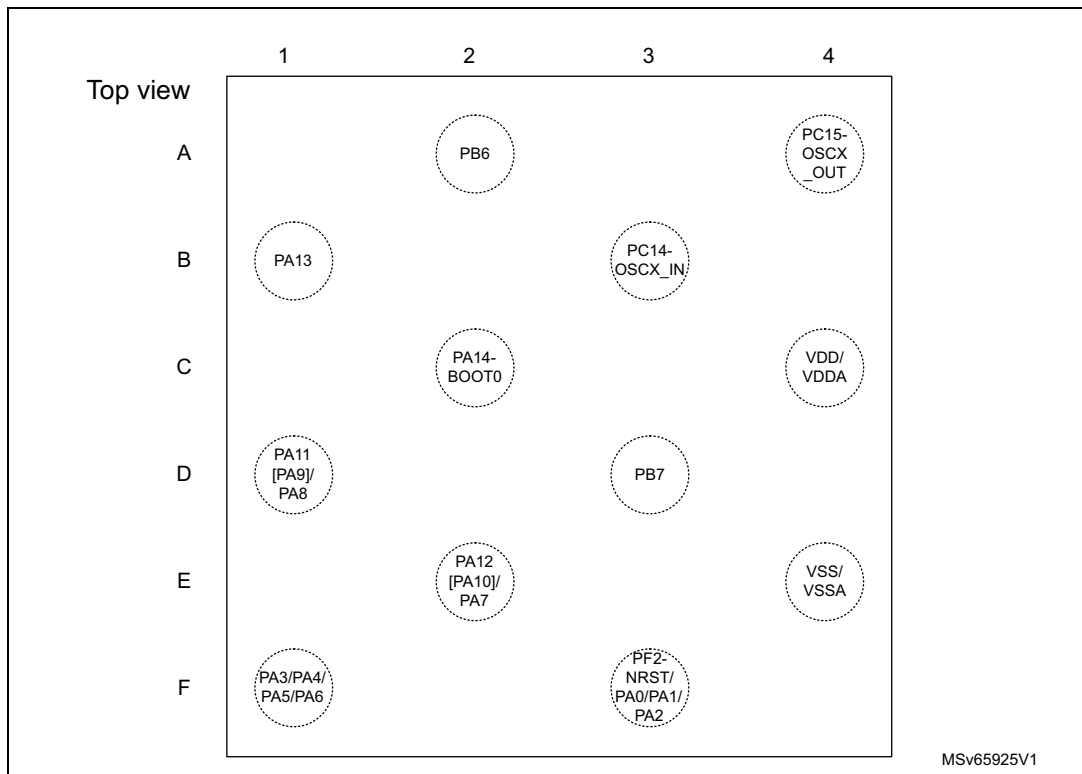 1 2 3 4
Top view
A
PB6
PC15-
OSCX
_OUT
B
PA13
PC14-
OSCX_IN
C
PA14-
BOOT0
VDD/
VDDA
D
PA11
[PA9]/
PA8
PB7
E
PA12
[PA10]/
PA7
VSS/
VSSA
F
PA3/PA4/
PA5/PA6
PF2-
NRST/
PA0/PA1/
PA2
MSv65925V1